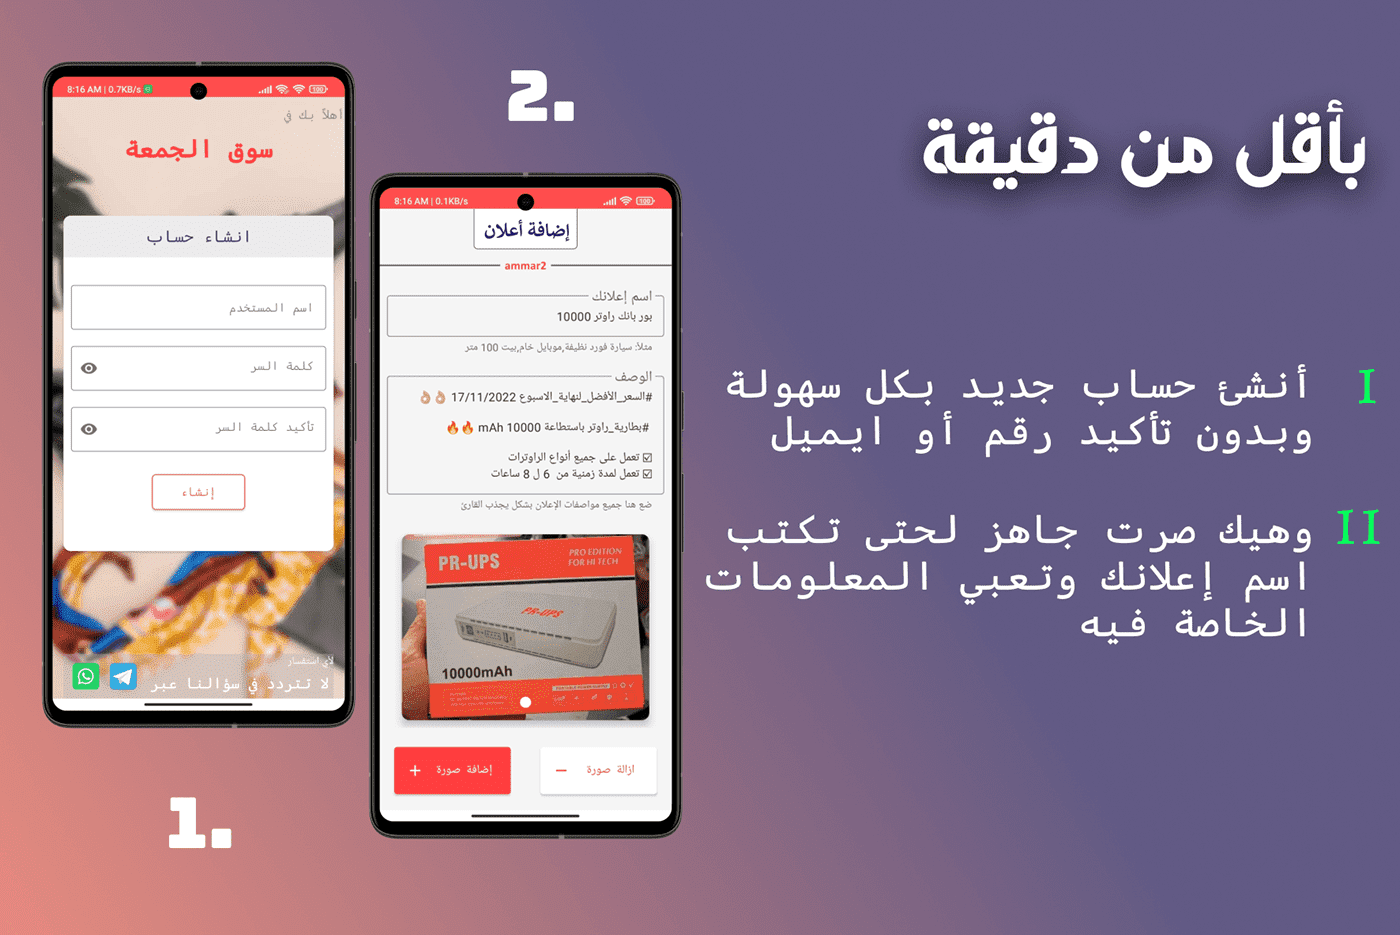 بأقل من دقيقة
I أنشئ حساب جديد بكل سهولة
وبدون تأكيد رقم أو ايميل
II وهيك صرت جاهز لحتى تكتب
اسم إعلانك وتعبي المعلومات
الخاصة فيه
1.
8:16 AM | 0.7KB/s
100
أهلاً بك في
سوق الجمعة
انشاء حساب
اسم المستخدم
كلمة السر
تأكيد كلمة السر
إنشاء
لأي استفسار
لا تتردد في سؤالنا عبر
2.
8:16 AM | 0.1KB/s
100
إضافة أعلان
ammar2
اسم إعلانك
بور بانك راوتر 10000
مثلاً: سيارة فورد نظيفة,موبايل خام,بيت 100 متر
الوصف
#السعر_الأفضل_لنهاية_الاسبوع 17/11/2022 👌🏼👌🏼
#بطارية_راوتر باستطاعة 10000 mAh 🔥🔥
☑ تعمل على جميع أنواع الراوترات
☑ تعمل لمدة زمنية من 6 ل 8 ساعات
ضع هنا جميع مواصفات الإعلان بشكل يجذب القارئ
PR-UPS
PRO EDITION
FOR HI TECH
PR-UPS
10000mAh
إضافة صورة +
ازالة صورة −